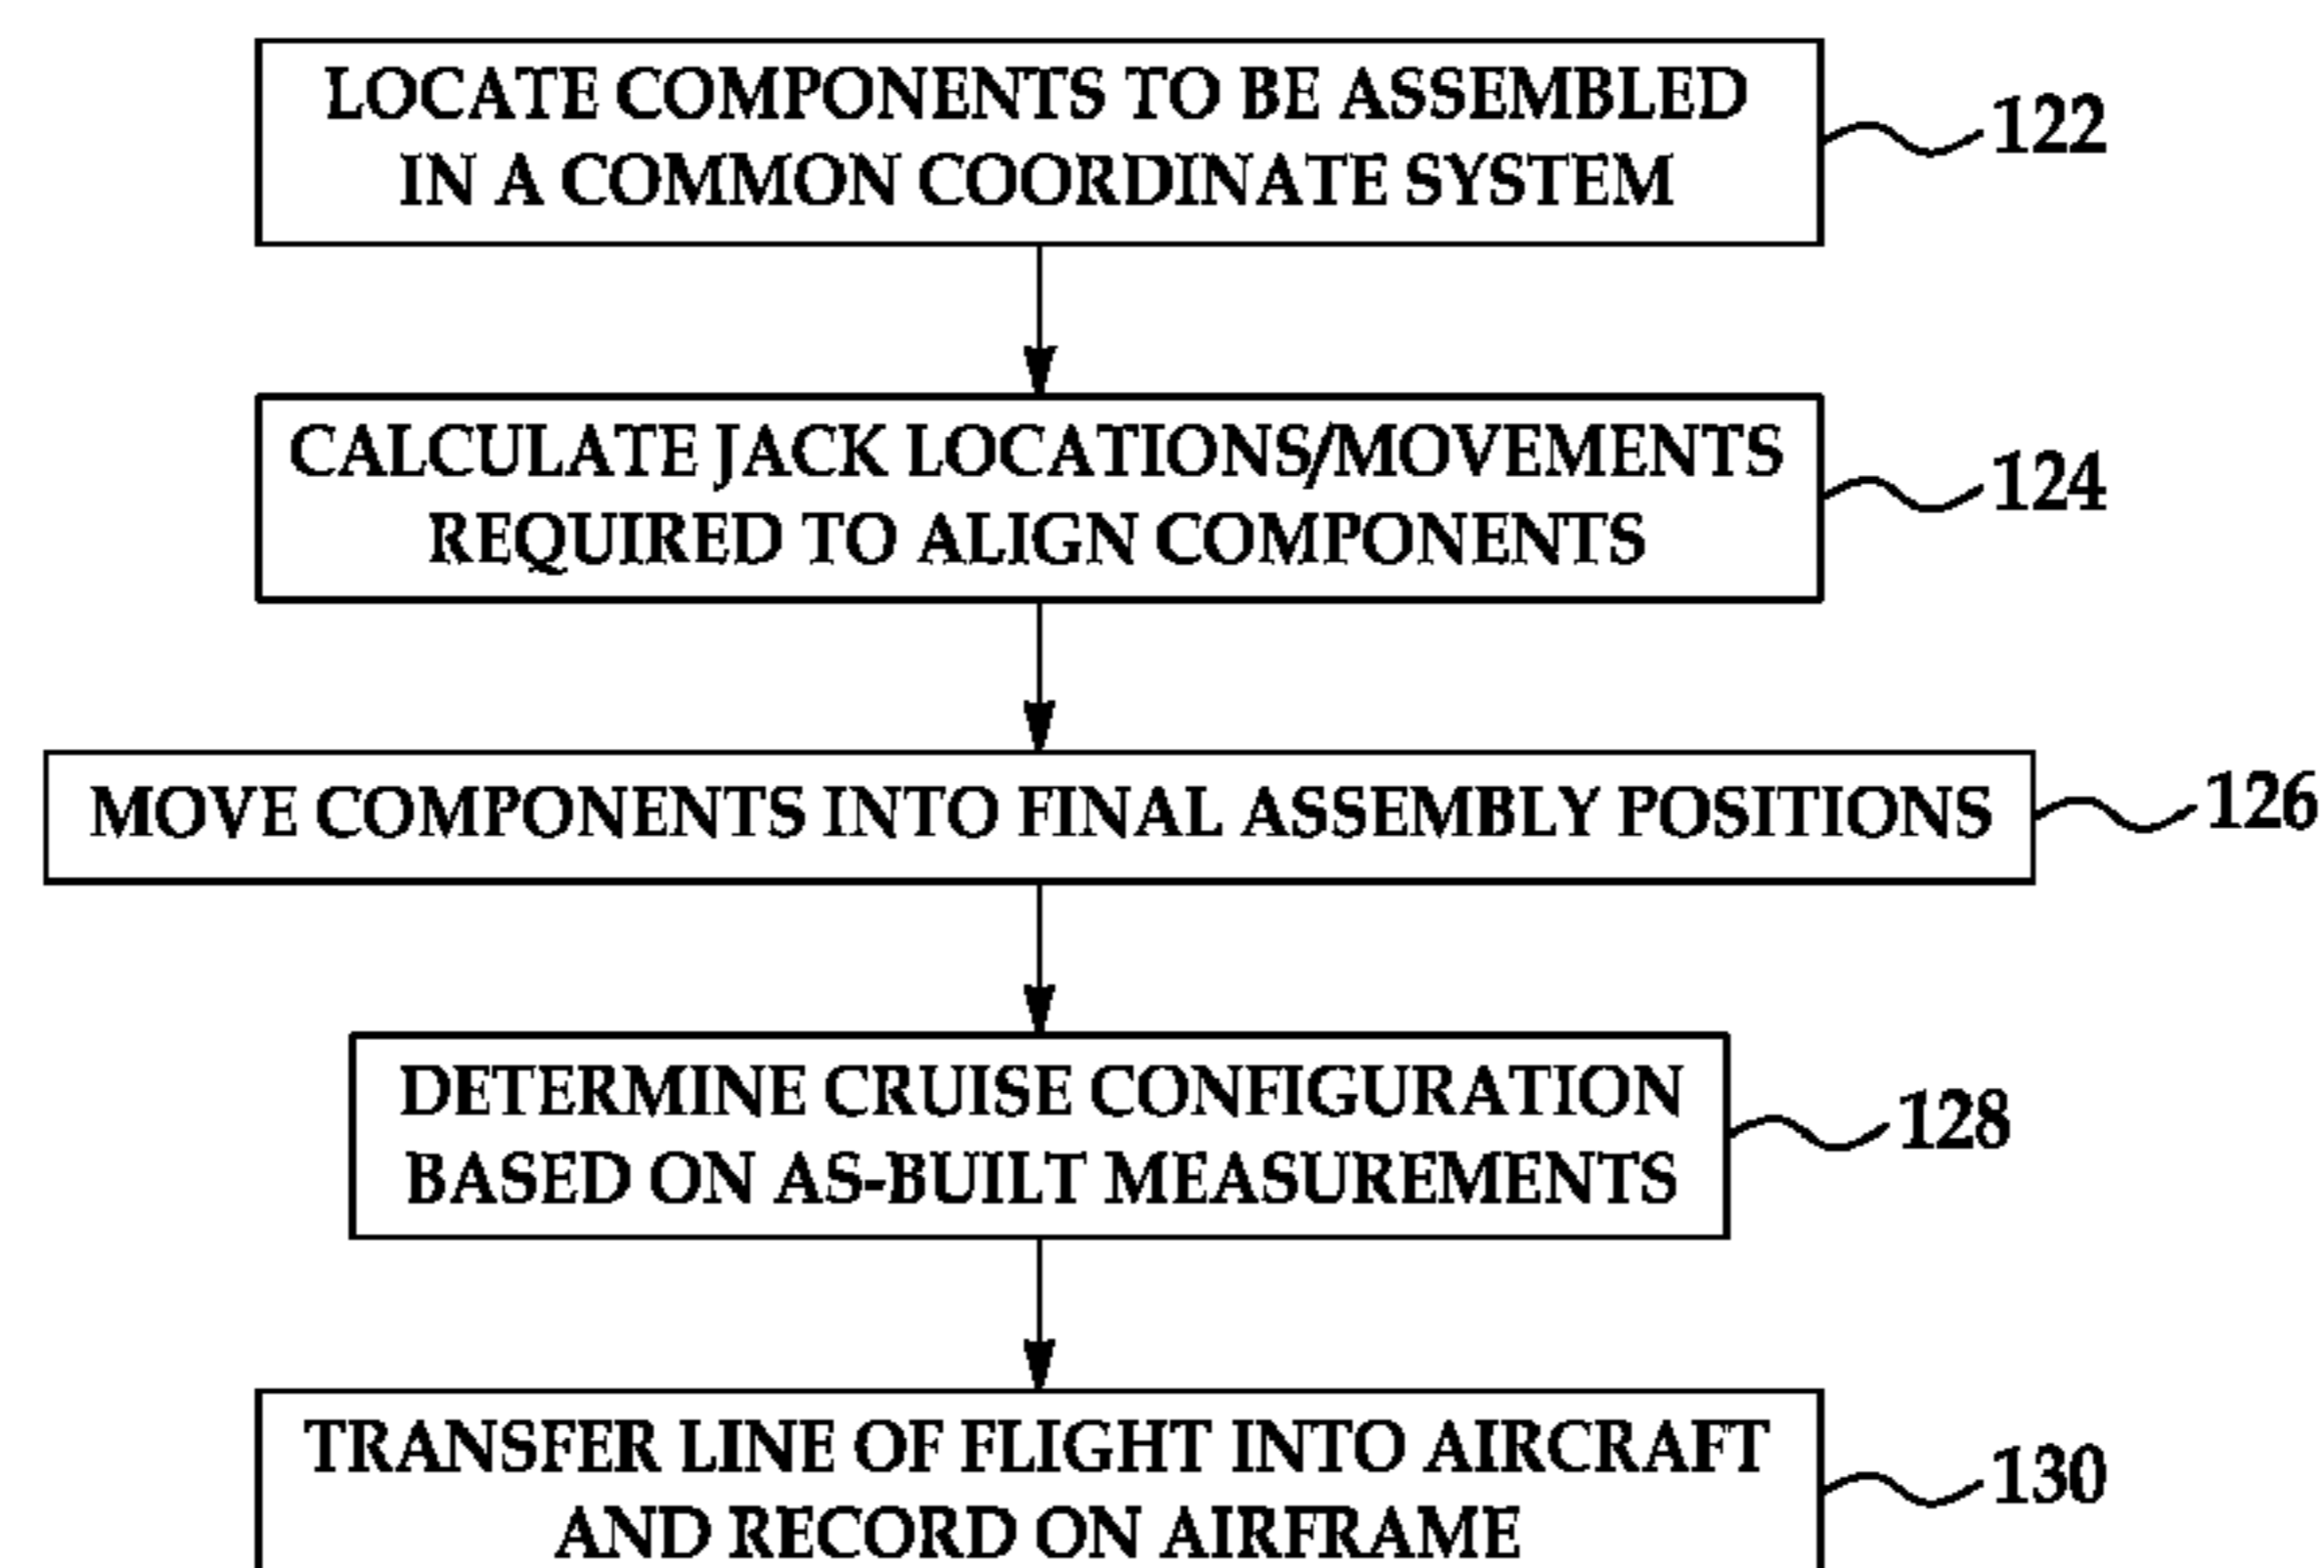 LOCATE COMPONENTS TO BE ASSEMBLED
IN A COMMON COORDINATE SYSTEM
122
CALCULATE JACK LOCATIONS/MOVEMENTS
REQUIRED TO ALIGN COMPONENTS
124
MOVE COMPONENTS INTO FINAL ASSEMBLY POSITIONS
126
DETERMINE CRUISE CONFIGURATION
BASED ON AS-BUILT MEASUREMENTS
128
TRANSFER LINE OF FLIGHT INTO AIRCRAFT
AND RECORD ON AIRFRAME
130